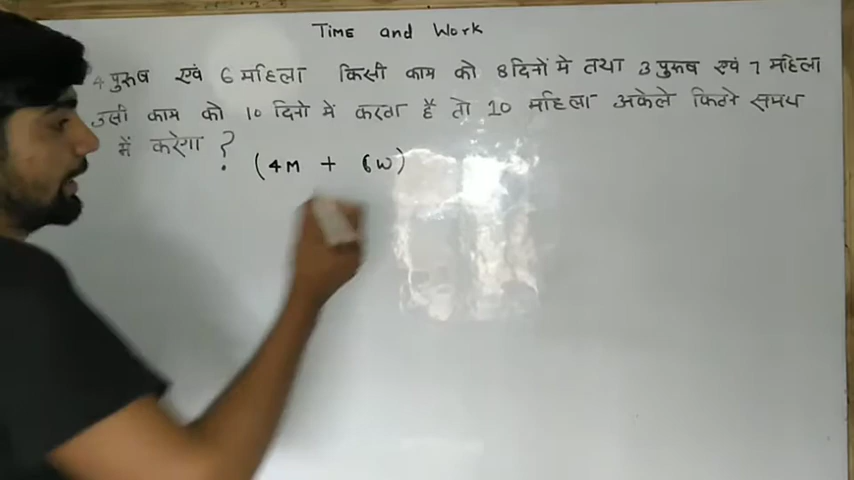 Time and Work
4 पुरुष एवं 6 महिला किसी काम को 8 दिनों मे तथा 3 पुरुष एवं 7 महिला
उसी काम को 10 दिनो में करता है तो 10 महिला अकेले कितने समय
में करेगा ?
(4M + 6W)